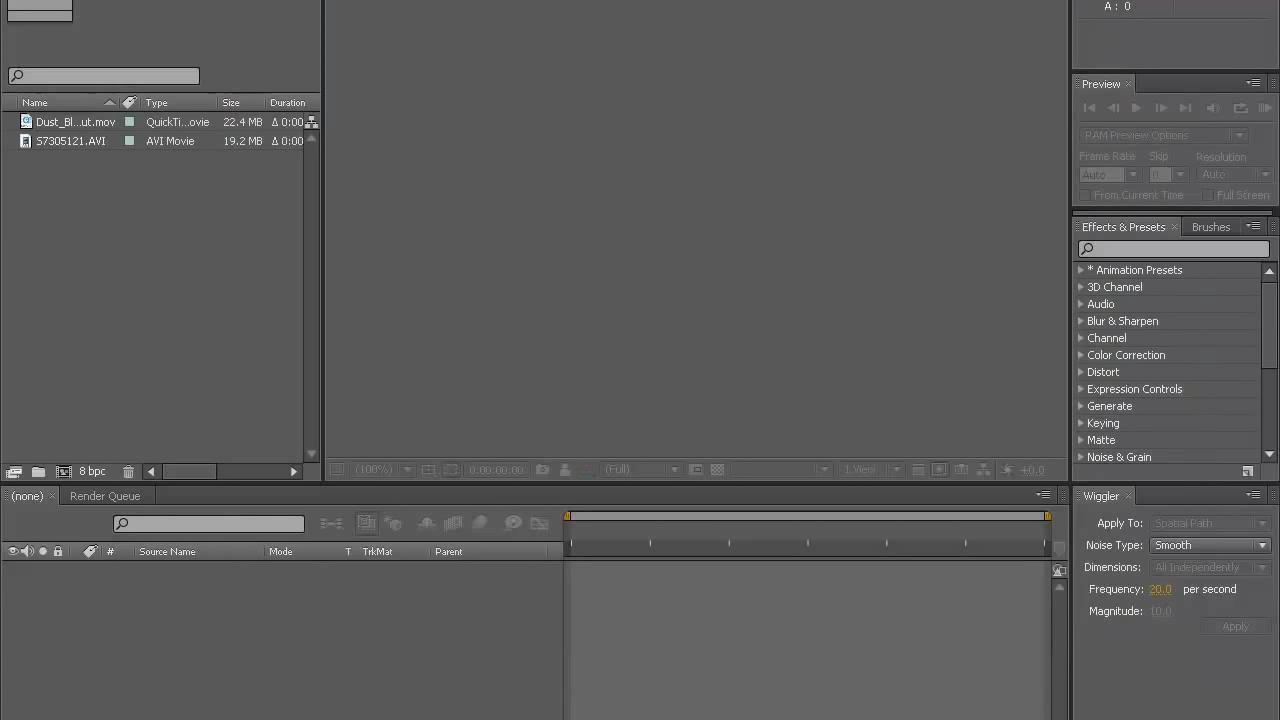 A : 0
Preview
RAM Preview Options
Frame Rate Skip Resolution
Auto 0 Auto
From Current Time Full Screen
Name Type Size Duration
Dust_Bl...ut.mov QuickTi...ovie 22.4 MB Δ 0:00
S7305121.AVI AVI Movie 19.2 MB Δ 0:00
8 bpc
Effects & Presets Brushes
* Animation Presets
3D Channel
Audio
Blur & Sharpen
Channel
Color Correction
Distort
Expression Controls
Generate
Keying
Matte
Noise & Grain
(100%) 0:00:00:00 (Full) 1 View +0.0
(none) Render Queue
# Source Name Mode T TrkMat Parent
Wiggler
Apply To: Spatial Path
Noise Type: Smooth
Dimensions: All Independently
Frequency: 20.0 per second
Magnitude: 10.0
Apply